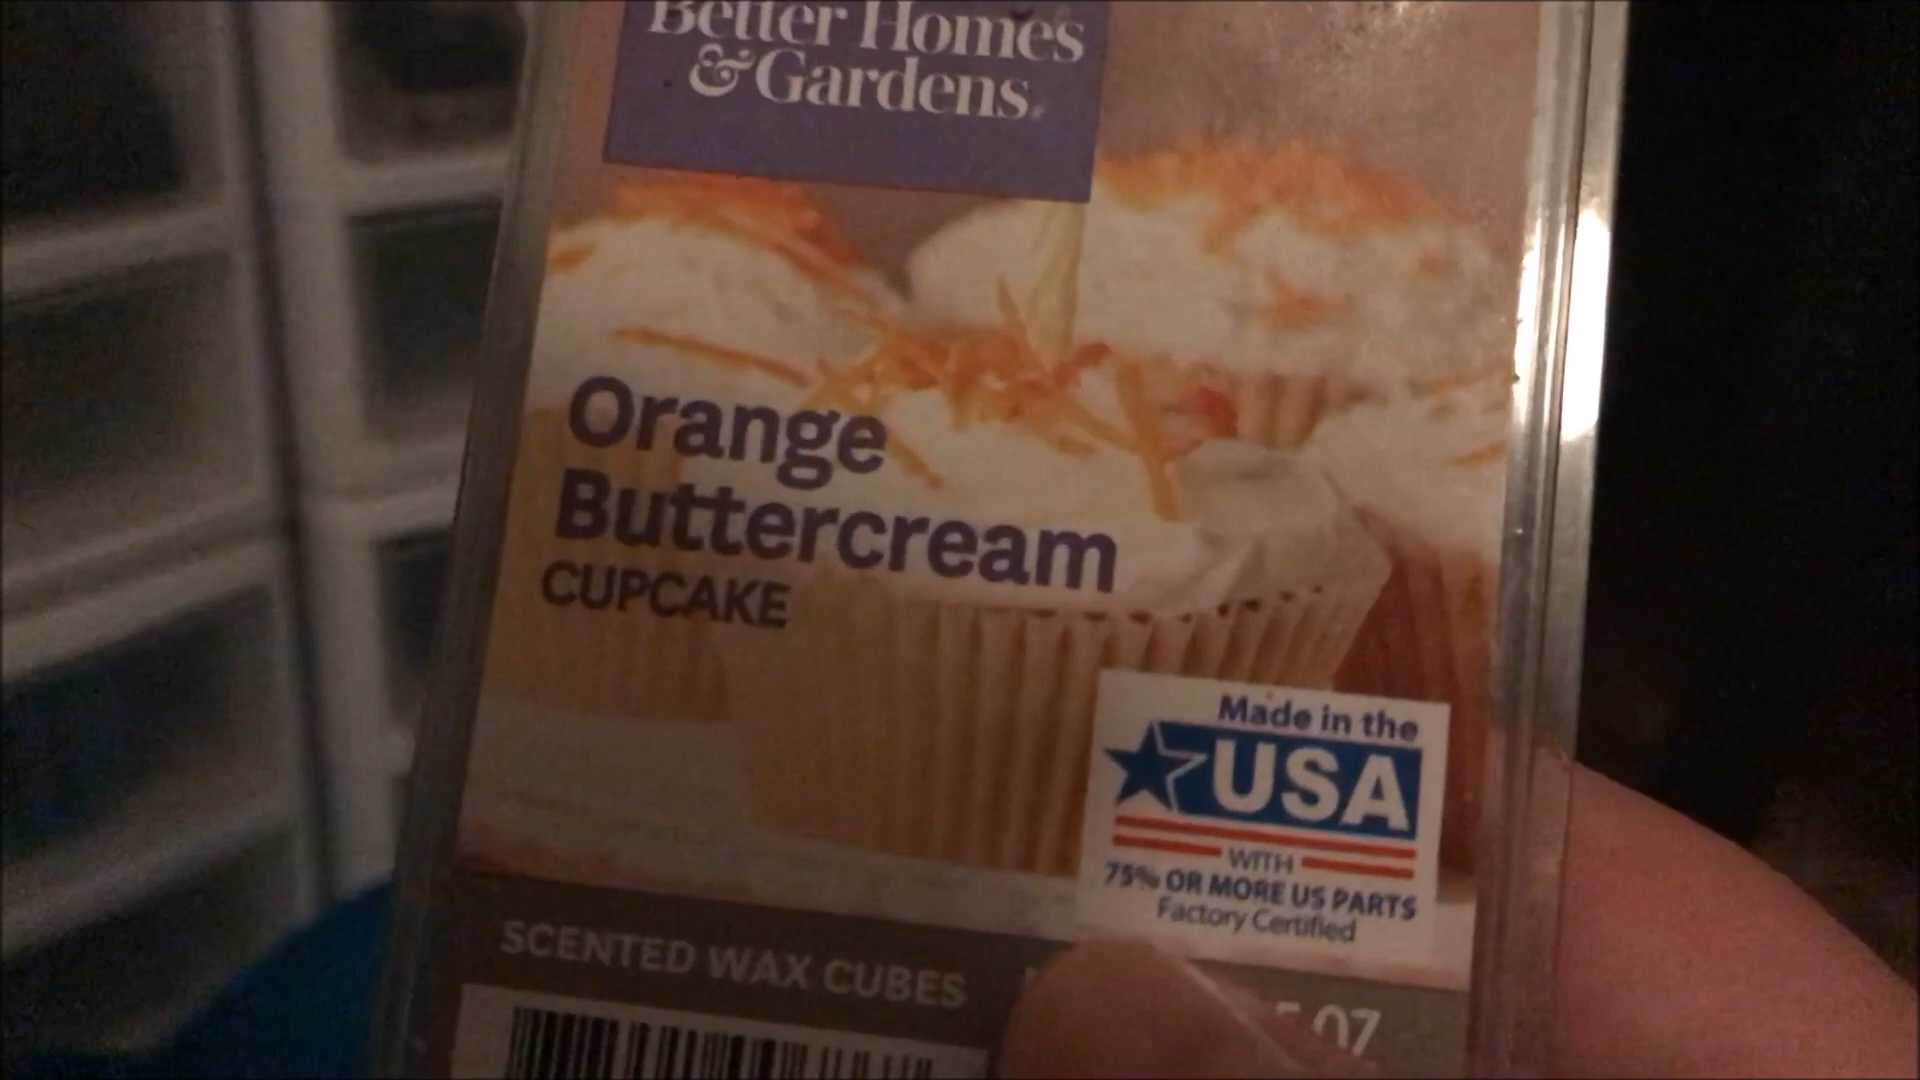 Better Homes
& Gardens
Orange
Buttercream
CUPCAKE
Made in the
USA
WITH
75% OR MORE US PARTS
Factory Certified
SCENTED WAX CUBES
OZ